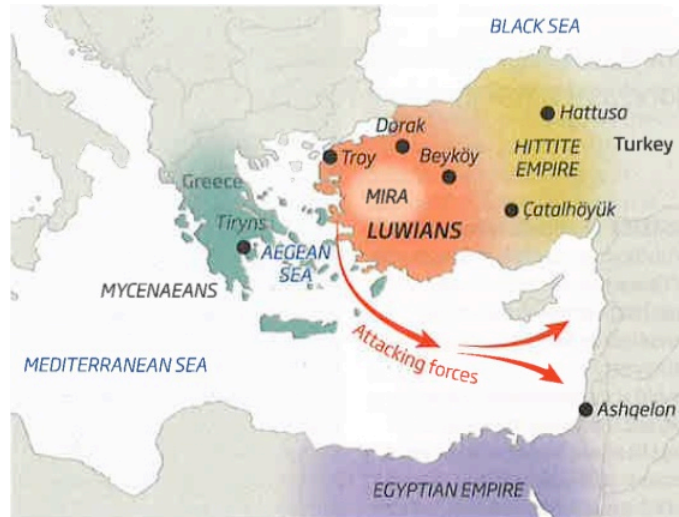 BLACK SEA
Hattusa
Dorak
Troy
Beyköy
HITTITE
EMPIRE
Turkey
Greece
MIRA
Çatalhöyük
Tiryns
LUWIANS
AEGEAN
SEA
MYCENAEANS
Attacking forces
MEDITERRANEAN SEA
Ashqelon
EGYPTIAN EMPIRE